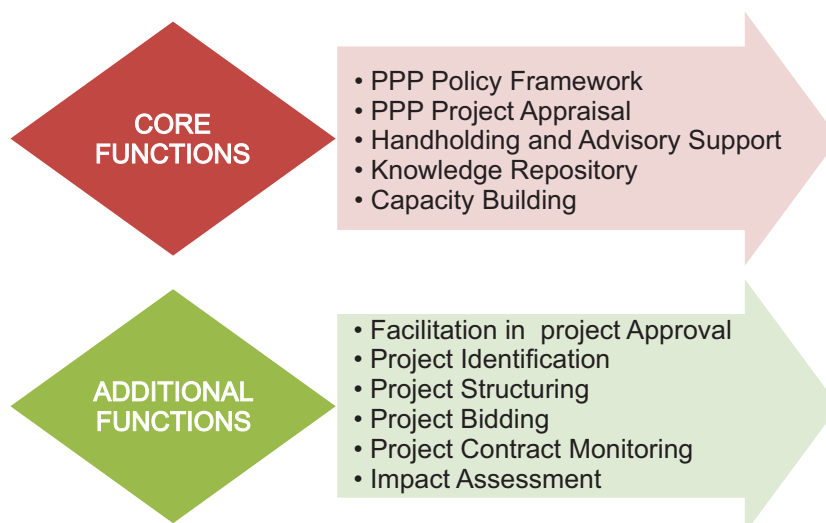 CORE
FUNCTIONS
• PPP Policy Framework
• PPP Project Appraisal
• Handholding and Advisory Support
• Knowledge Repository
• Capacity Building
ADDITIONAL
FUNCTIONS
• Facilitation in  project Approval
• Project Identification
• Project Structuring
• Project Bidding
• Project Contract Monitoring
• Impact Assessment